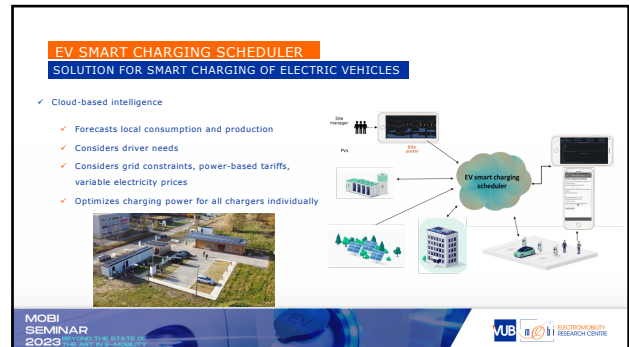 EV SMART CHARGING SCHEDULER
SOLUTION FOR SMART CHARGING OF ELECTRIC VEHICLES
✓ Cloud-based intelligence
✓ Forecasts local consumption and production
✓ Considers driver needs
✓ Considers grid constraints, power-based tariffs,
variable electricity prices
✓ Optimizes charging power for all chargers individually
Site
manager
Site
portal
PVs
EV smart charging
scheduler
MOBI
SEMINAR
2023 BEYOND THE STATE OF
THE ART IN E-MOBILITY
VUB
mobi
ELECTROMOBILITY
RESEARCH CENTRE